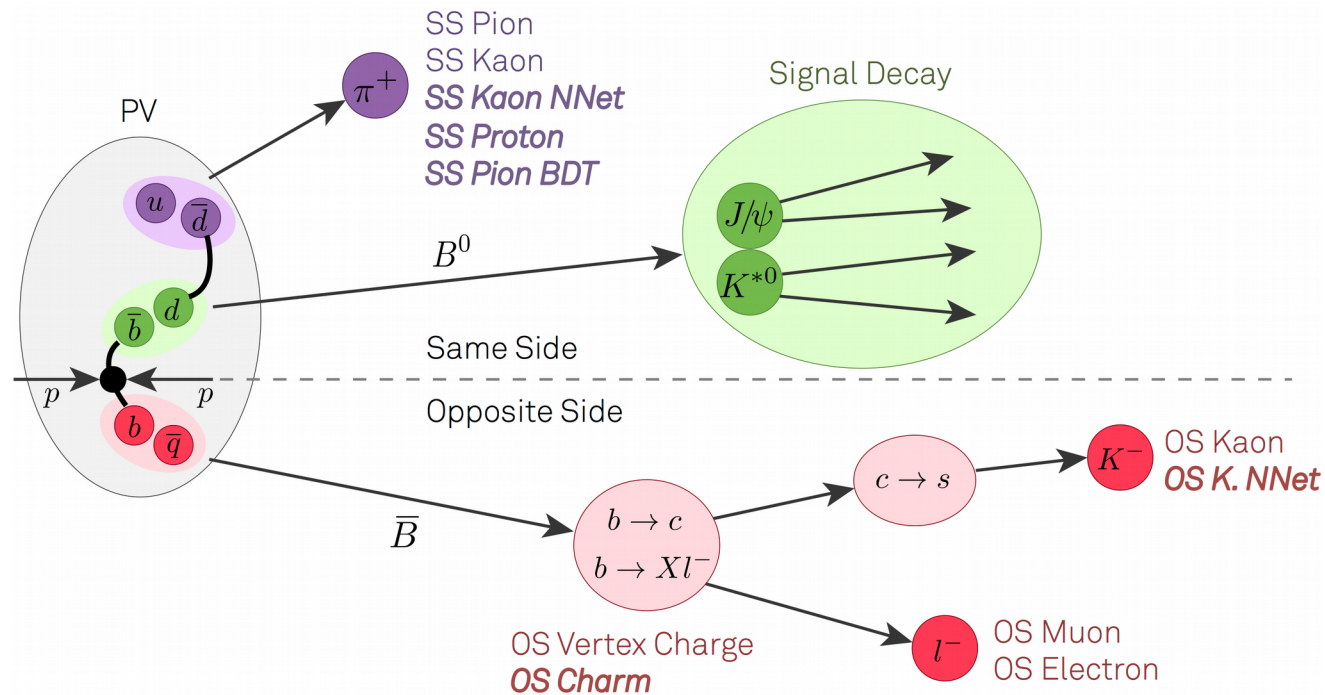 SS Pion
SS Kaon
SS Kaon NNet
SS Proton
SS Pion BDT
π⁺
PV
Signal Decay
u
d̅
J/ψ
K*⁰
B⁰
d
b̅
Same Side
p
p
Opposite Side
b
q̅
B̅
b → c
b → Xl⁻
c → s
K⁻
OS Kaon
OS K. NNet
OS Vertex Charge
OS Charm
l⁻
OS Muon
OS Electron